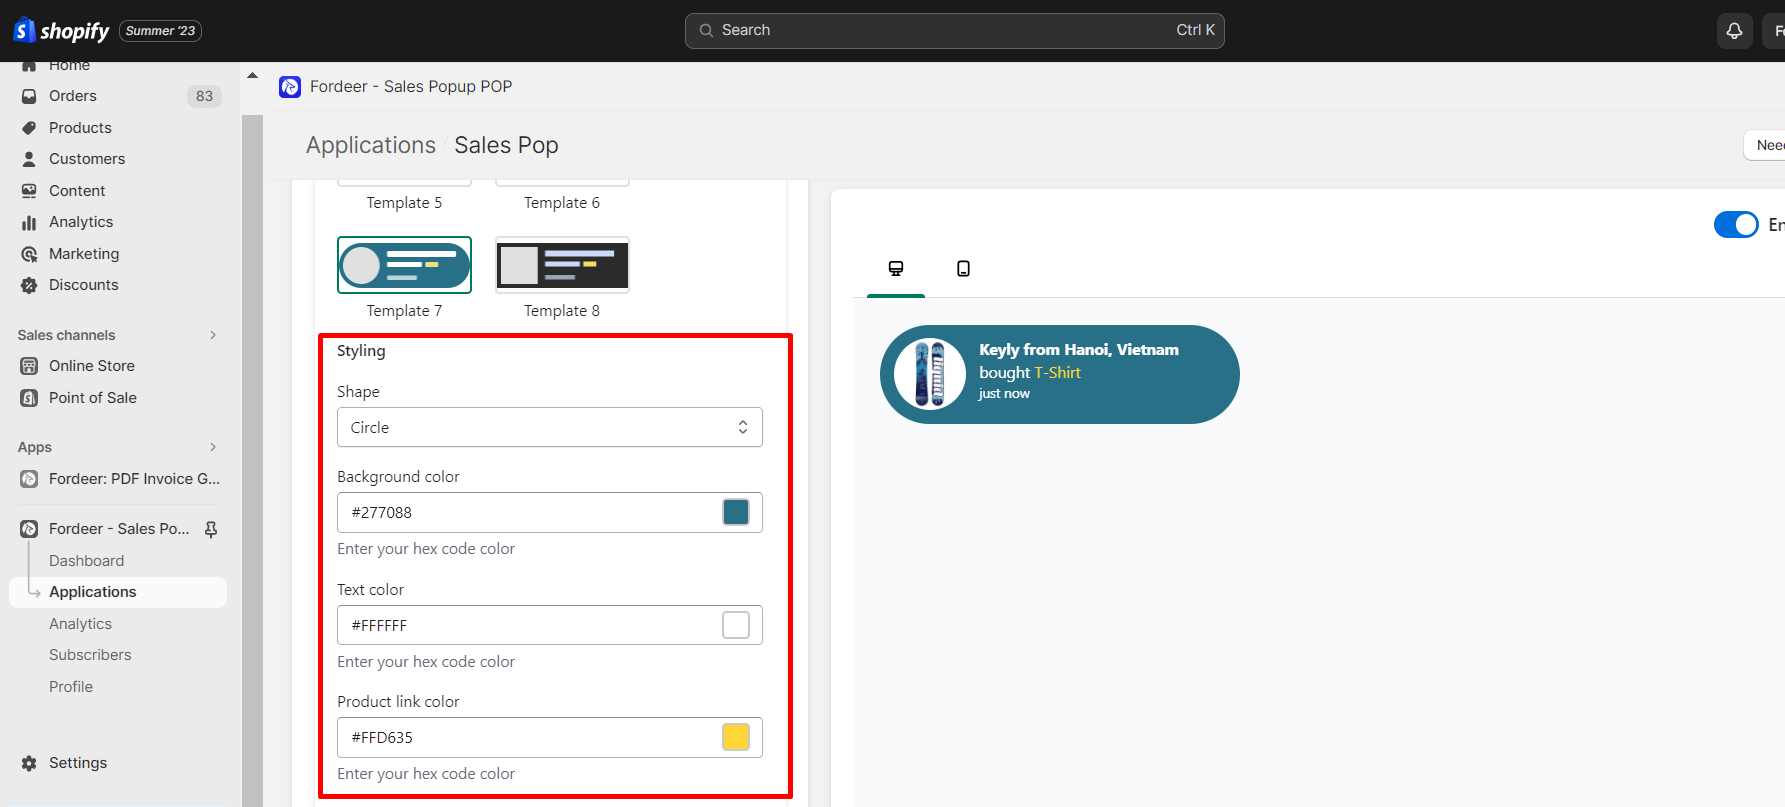 shopify
Summer '23
Search
Ctrl K
Home
Orders
83
Products
Customers
Content
Analytics
Marketing
Discounts
Sales channels
Online Store
Point of Sale
Apps
Fordeer: PDF Invoice G...
Fordeer - Sales Po...
Dashboard
Applications
Analytics
Subscribers
Profile
Settings
Fordeer - Sales Popup POP
Applications / Sales Pop
Template 5
Template 6
Template 7
Template 8
Styling
Shape
Circle
Background color
#277088
Enter your hex code color
Text color
#FFFFFF
Enter your hex code color
Product link color
#FFD635
Enter your hex code color
Keyly from Hanoi, Vietnam
bought T-Shirt
just now